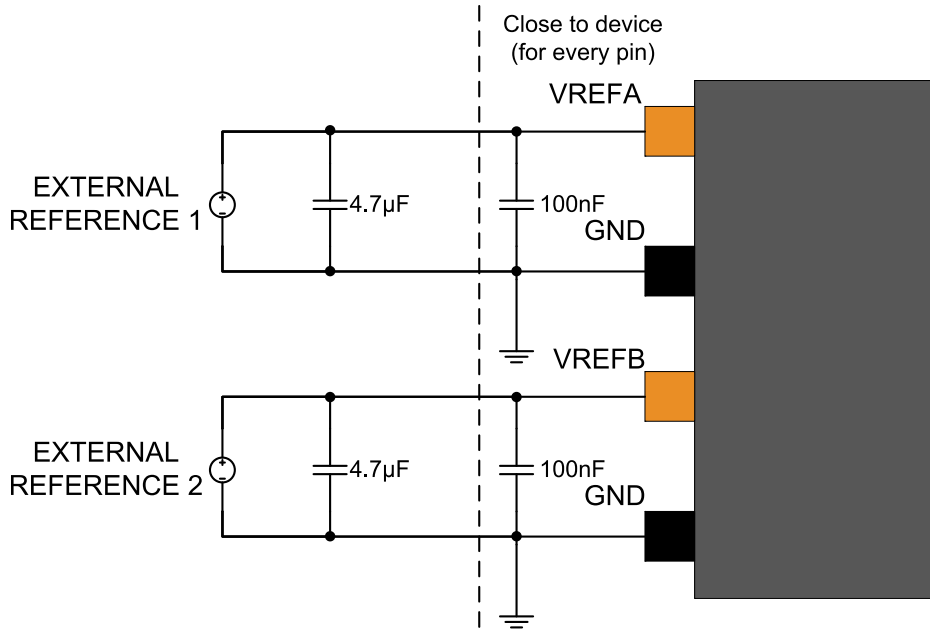 Close to device
(for every pin)
VREFA
EXTERNAL
REFERENCE 1
+
–
4.7µF
100nF
GND
VREFB
EXTERNAL
REFERENCE 2
+
–
4.7µF
100nF
GND